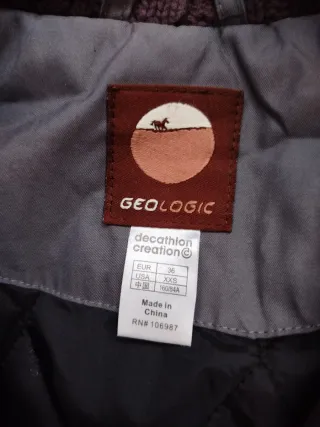 GEOLOGIC
decathlon
creation©
EUR 36
USA XXS
中国 160/84A
Made in
China
RN# 106987